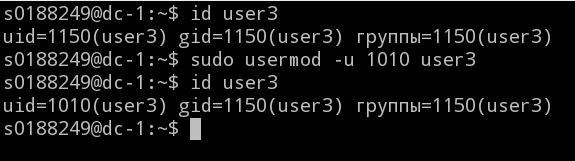 s0188249@dc-1:~$ id user3
uid=1150(user3) gid=1150(user3) группы=1150(user3)
s0188249@dc-1:~$ sudo usermod -u 1010 user3
s0188249@dc-1:~$ id user3
uid=1010(user3) gid=1150(user3) группы=1150(user3)
s0188249@dc-1:~$